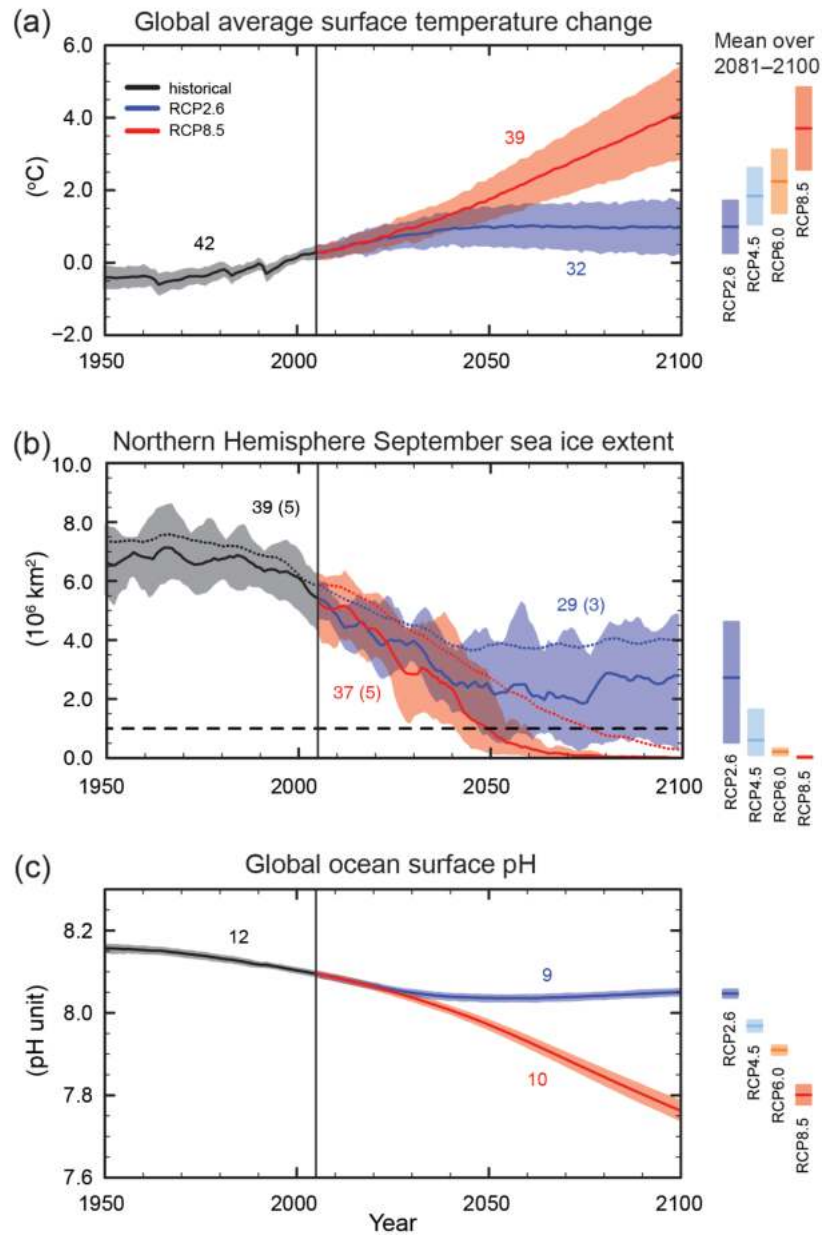 (a) Global average surface temperature change
Mean over
2081–2100
6.0
4.0
2.0
0.0
−2.0
(°C)
historical
RCP2.6
RCP8.5
42
39
32
1950 2000 2050 2100
RCP2.6
RCP4.5
RCP6.0
RCP8.5
(b) Northern Hemisphere September sea ice extent
10.0
8.0
6.0
4.0
2.0
0.0
(10⁶ km²)
39 (5)
29 (3)
37 (5)
1950 2000 2050 2100
RCP2.6
RCP4.5
RCP6.0
RCP8.5
(c) Global ocean surface pH
8.2
8.0
7.8
7.6
(pH unit)
12
9
10
1950 2000 2050 2100
Year
RCP2.6
RCP4.5
RCP6.0
RCP8.5